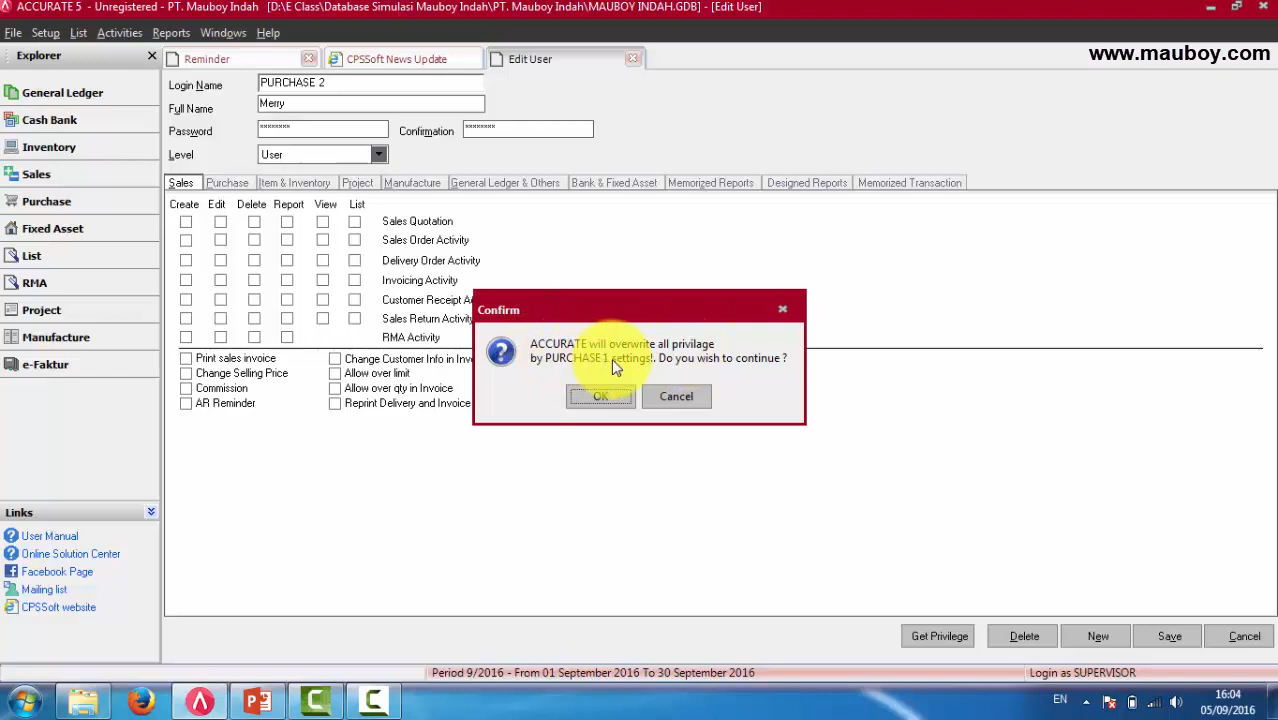 ACCURATE 5 - Unregistered - PT. Mauboy Indah  [D:\E Class\Database Simulasi Mauboy Indah\PT. Mauboy Indah\MAUBOY INDAH.GDB] - [Edit User]
File Setup List Activities Reports Windows Help
www.mauboy.com
Explorer
Reminder
CPSSoft News Update
Edit User
General Ledger
Cash Bank
Inventory
Sales
Purchase
Fixed Asset
List
RMA
Project
Manufacture
e-Faktur
Links
User Manual
Online Solution Center
Facebook Page
Mailing list
CPSSoft website
Login Name PURCHASE 2
Full Name Merry
Password ******** Confirmation ********
Level User
Sales Purchase Item & Inventory Project Manufacture General Ledger & Others Bank & Fixed Asset Memorized Reports Designed Reports Memorized Transaction
Create Edit Delete Report View List
Sales Quotation
Sales Order Activity
Delivery Order Activity
Invoicing Activity
Customer Receipt
Sales Return Activity
RMA Activity
Print sales invoice Change Customer Info in
Change Selling Price Allow over limit
Commission Allow over qty in Invoice
AR Reminder Reprint Delivery and Invoice
Confirm
ACCURATE will overwrite all privilage
by PURCHASE1 settings!. Do you wish to continue ?
OK Cancel
Get Privilege Delete New Save Cancel
Period 9/2016 - From 01 September 2016 To 30 September 2016
Login as SUPERVISOR
EN
16:04
05/09/2016